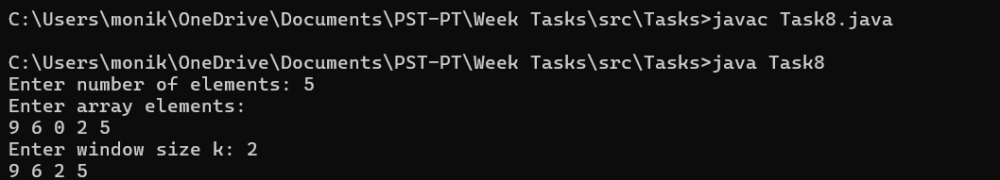 C:\Users\monik\OneDrive\Documents\PST-PT\Week Tasks\src\Tasks>javac Task8.java
C:\Users\monik\OneDrive\Documents\PST-PT\Week Tasks\src\Tasks>java Task8
Enter number of elements: 5
Enter array elements:
9 6 0 2 5
Enter window size k: 2
9 6 2 5